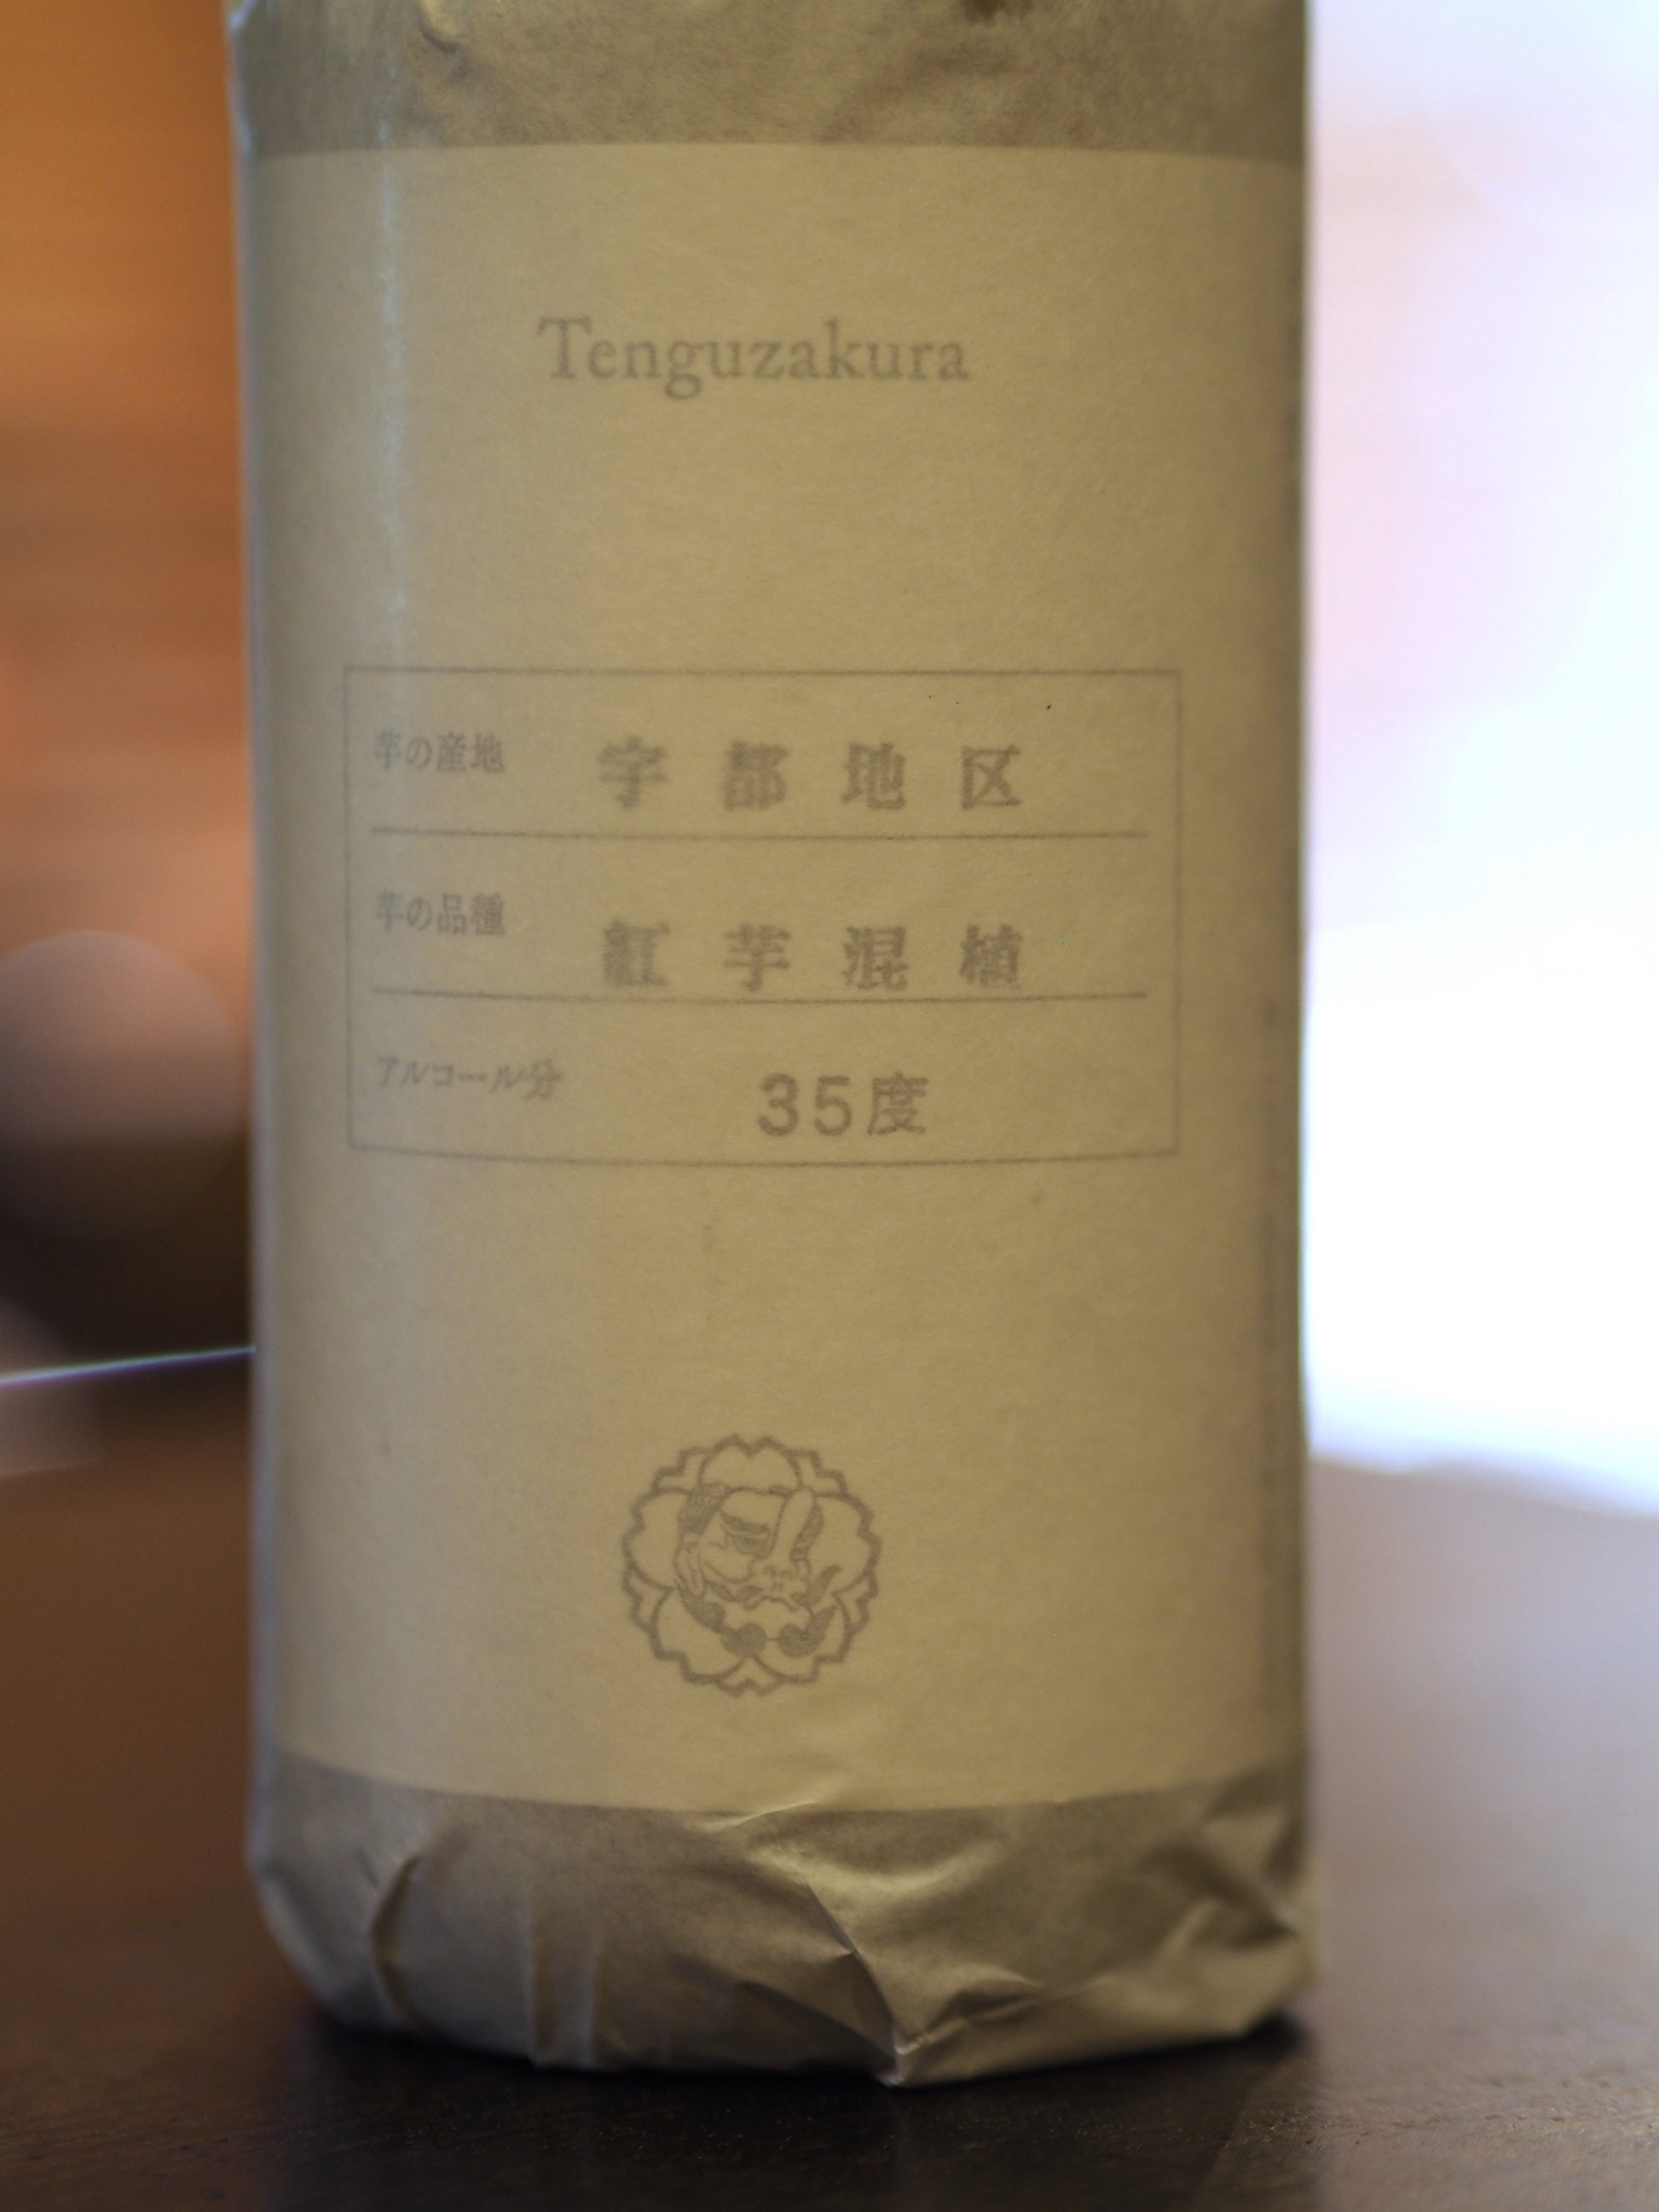 Tenguzakura
芋の産地 宇都地区
芋の品種 紅芋混植
アルコール分 35度